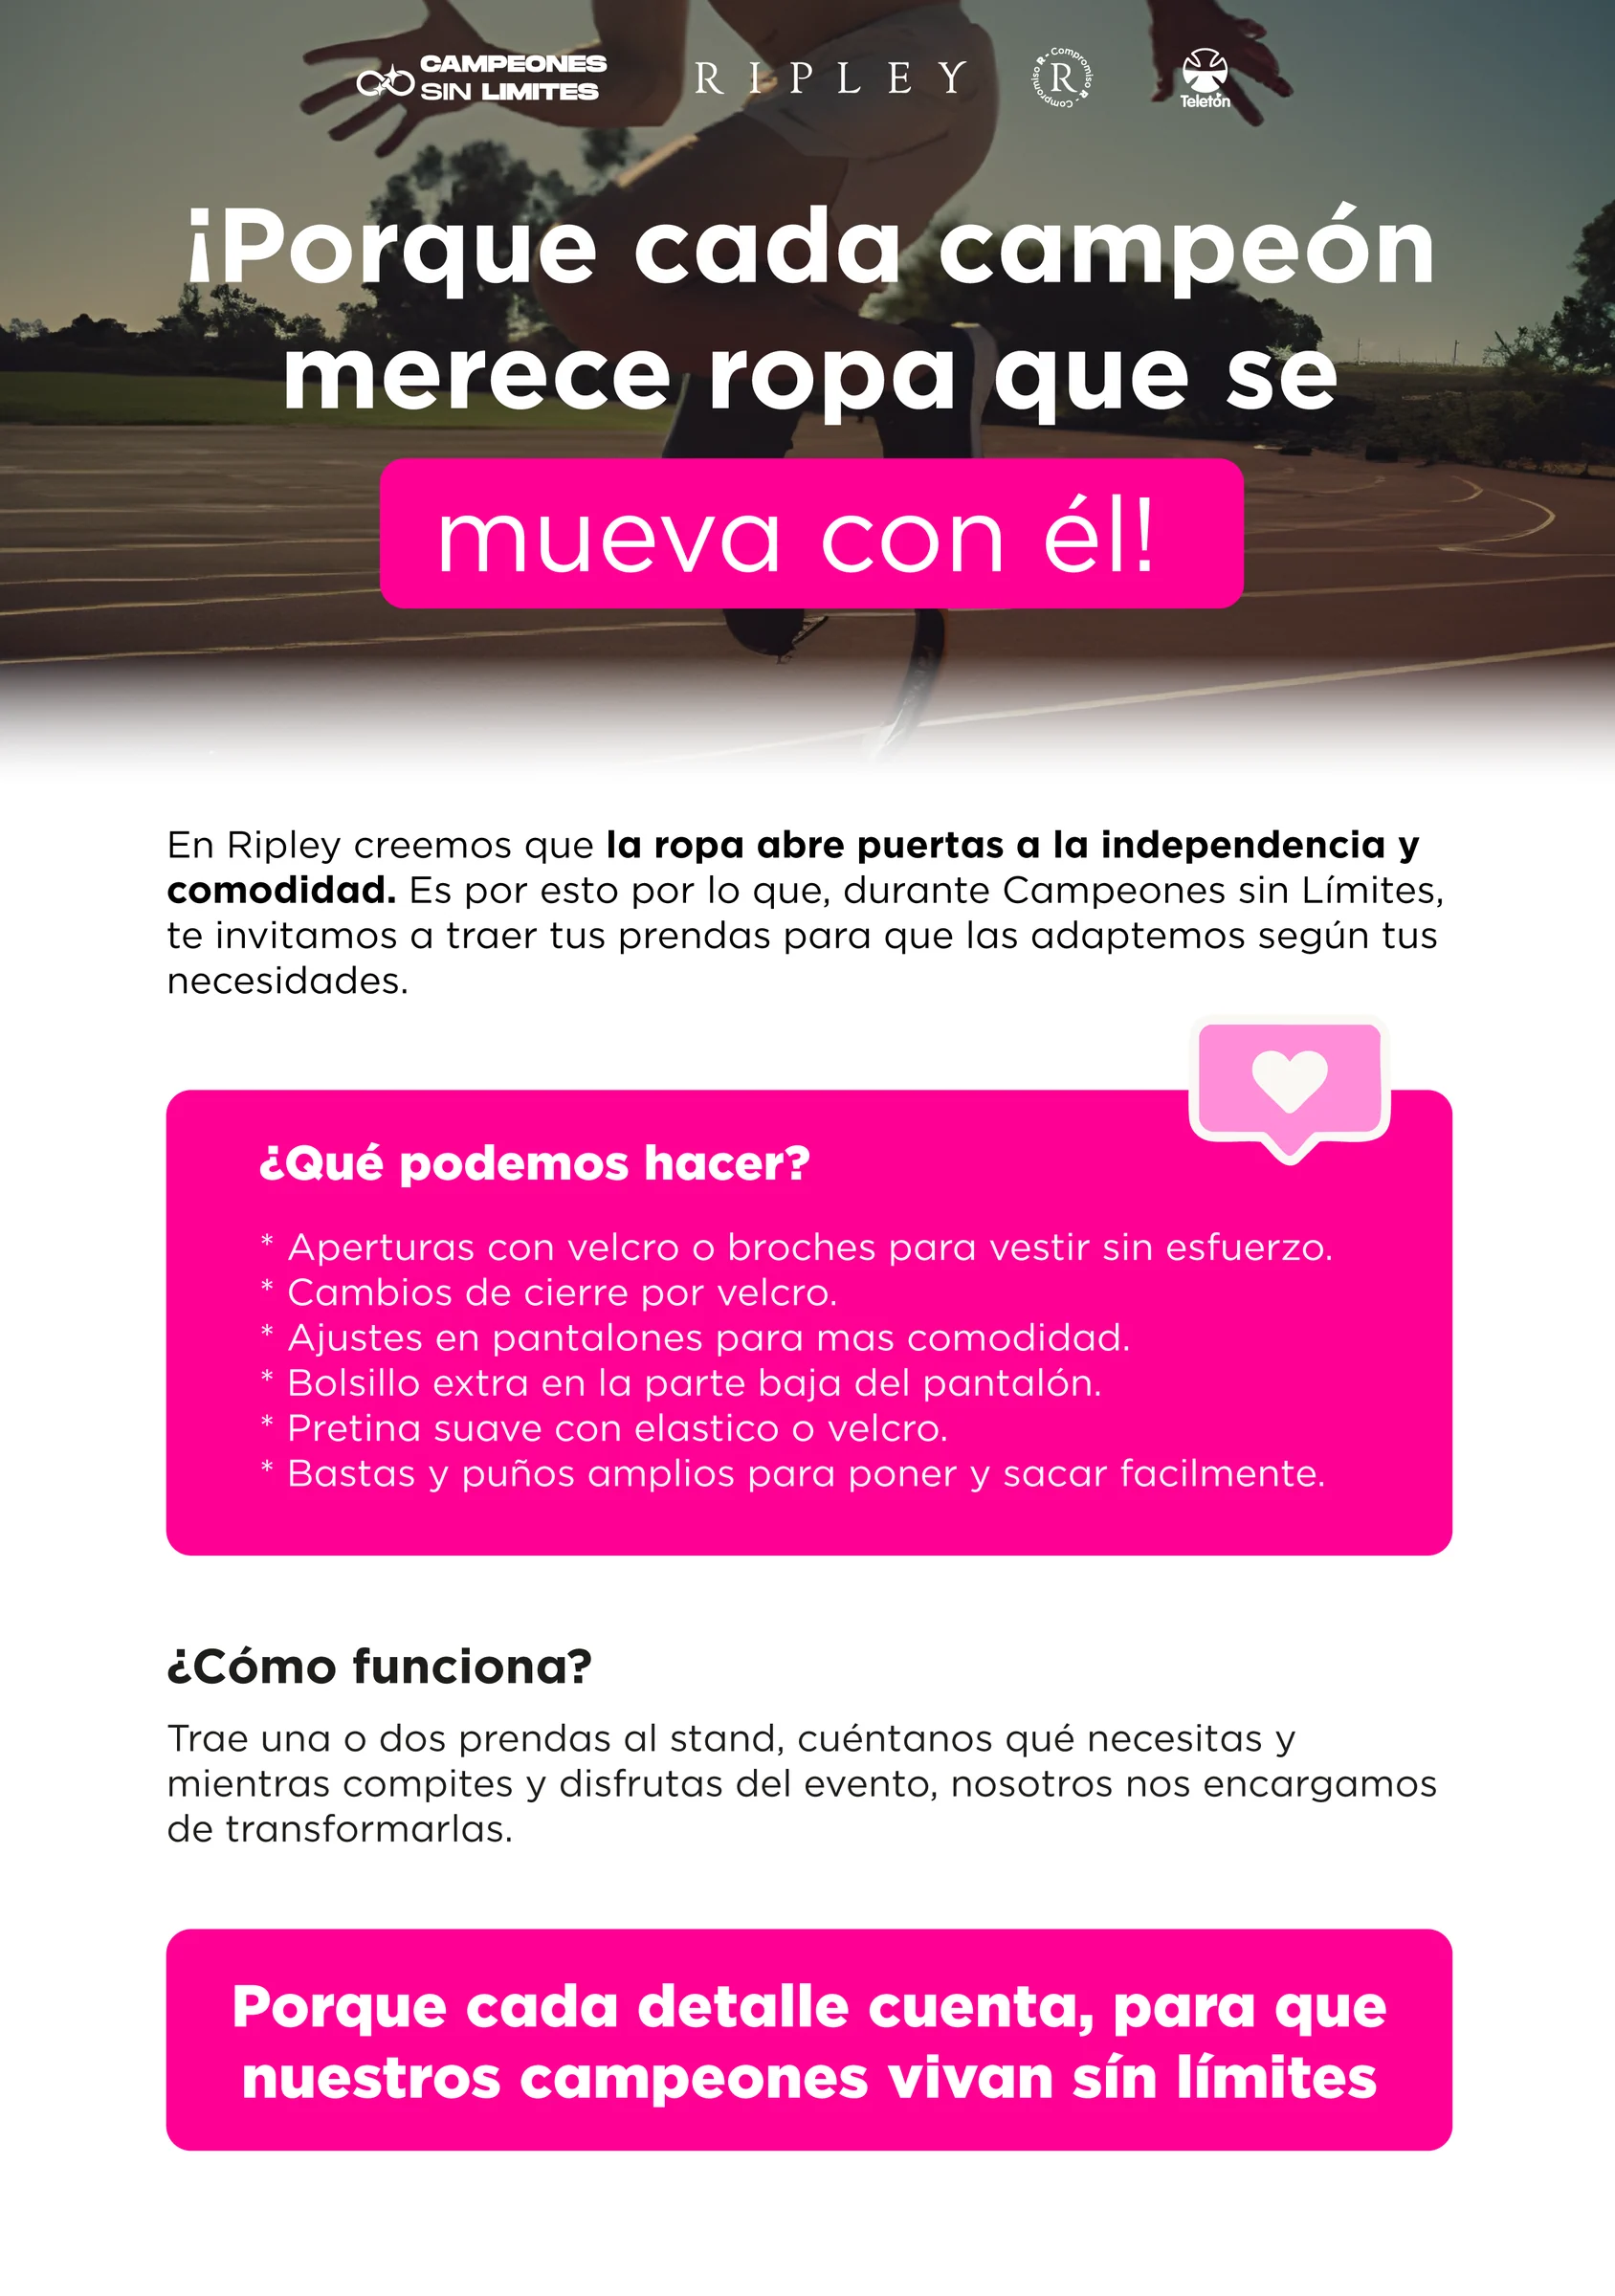 CAMPEONES
SIN LIMITES
RIPLEY
R
Compromiso R - Compromiso R -
Teletón
¡Porque cada campeón
merece ropa que se
mueva con él!
En Ripley creemos que la ropa abre puertas a la independencia y
comodidad. Es por esto por lo que, durante Campeones sin Límites,
te invitamos a traer tus prendas para que las adaptemos según tus
necesidades.
¿Qué podemos hacer?
* Aperturas con velcro o broches para vestir sin esfuerzo.
* Cambios de cierre por velcro.
* Ajustes en pantalones para mas comodidad.
* Bolsillo extra en la parte baja del pantalón.
* Pretina suave con elastico o velcro.
* Bastas y puños amplios para poner y sacar facilmente.
¿Cómo funciona?
Trae una o dos prendas al stand, cuéntanos qué necesitas y
mientras compites y disfrutas del evento, nosotros nos encargamos
de transformarlas.
Porque cada detalle cuenta, para que
nuestros campeones vivan sín límites